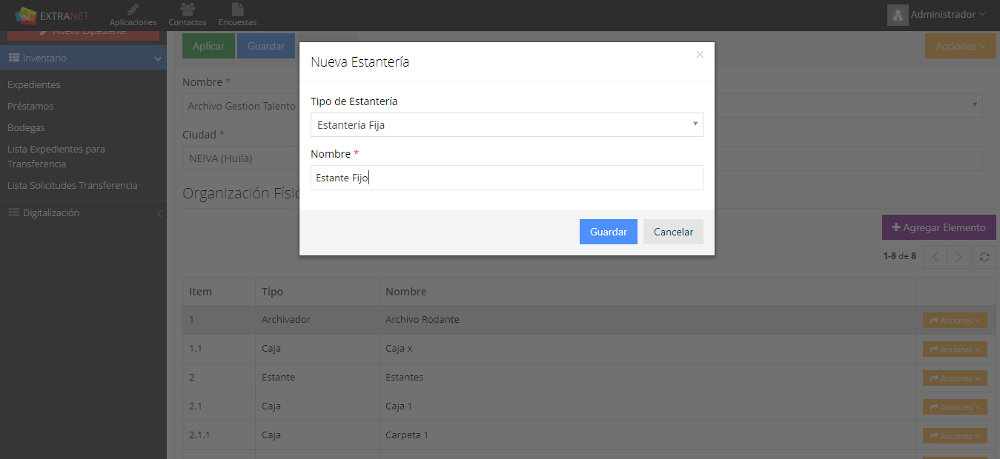 et EXTRANET
Aplicaciones
Contactos
Encuestas
Administrador
Nuevo Expediente
Inventario
Expedientes
Préstamos
Bodegas
Lista Expedientes para
Transferencia
Lista Solicitudes Transferencia
Digitalización
Aplicar
Guardar
Acciones
Nombre *
Archivo Gestion Talento
Ciudad *
NEIVA (Huila)
Organización Físic
Nueva Estantería
×
Tipo de Estantería
Estantería Fija
Nombre *
Estante Fijo
Guardar
Cancelar
Agregar Elemento
1-8 de 8
Item Tipo Nombre
1 Archivador Archivo Rodante Acciones
1.1 Caja Caja x Acciones
2 Estante Estantes Acciones
2.1 Caja Caja 1 Acciones
2.1.1 Caja Carpeta 1 Acciones